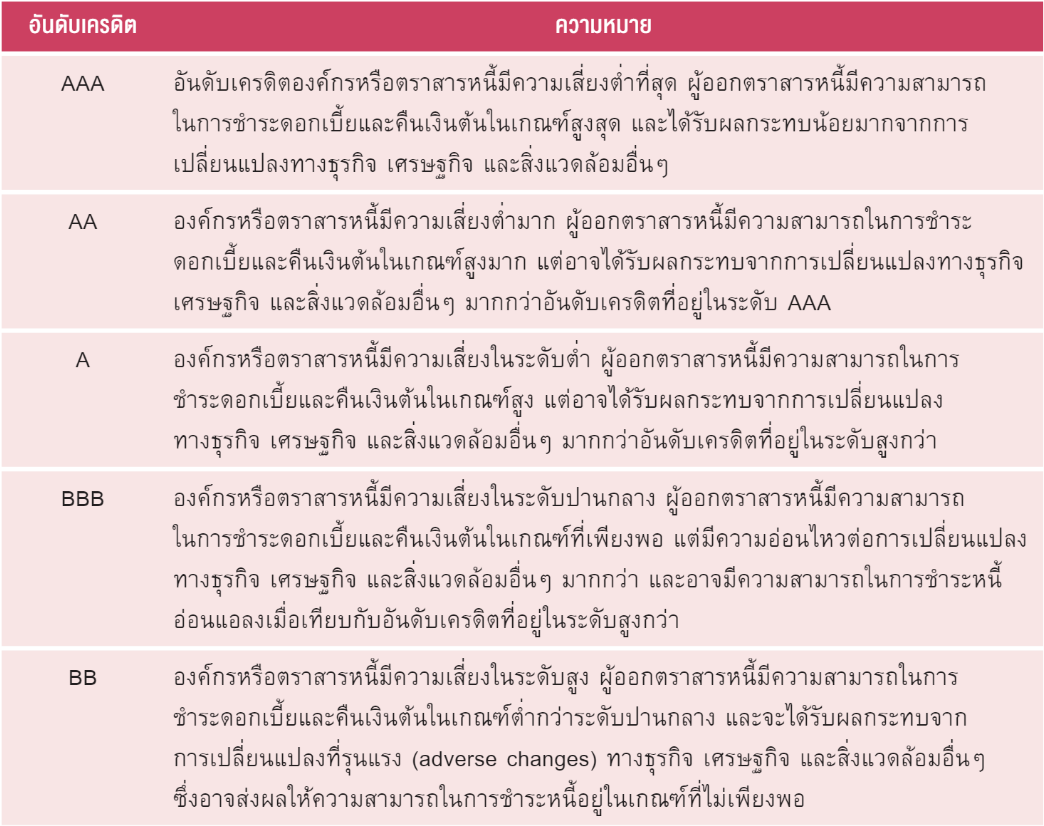 อันดับเครดิต ความหมาย
AAA อันดับเครดิตองค์กรหรือตราสารหนี้มีความเสี่ยงต่ำที่สุด ผู้ออกตราสารหนี้มีความสามารถ
ในการชำระดอกเบี้ยและคืนเงินต้นในเกณฑ์สูงสุด และได้รับผลกระทบน้อยมากจากการ
เปลี่ยนแปลงทางธุรกิจ เศรษฐกิจ และสิ่งแวดล้อมอื่นๆ
AA องค์กรหรือตราสารหนี้มีความเสี่ยงต่ำมาก ผู้ออกตราสารหนี้มีความสามารถในการชำระ
ดอกเบี้ยและคืนเงินต้นในเกณฑ์สูงมาก แต่อาจได้รับผลกระทบจากการเปลี่ยนแปลงทางธุรกิจ
เศรษฐกิจ และสิ่งแวดล้อมอื่นๆ มากกว่าอันดับเครดิตที่อยู่ในระดับ AAA
A องค์กรหรือตราสารหนี้มีความเสี่ยงในระดับต่ำ ผู้ออกตราสารหนี้มีความสามารถในการ
ชำระดอกเบี้ยและคืนเงินต้นในเกณฑ์สูง แต่อาจได้รับผลกระทบจากการเปลี่ยนแปลง
ทางธุรกิจ เศรษฐกิจ และสิ่งแวดล้อมอื่นๆ มากกว่าอันดับเครดิตที่อยู่ในระดับสูงกว่า
BBB องค์กรหรือตราสารหนี้มีความเสี่ยงในระดับปานกลาง ผู้ออกตราสารหนี้มีความสามารถ
ในการชำระดอกเบี้ยและคืนเงินต้นในเกณฑ์ที่เพียงพอ แต่มีความอ่อนไหวต่อการเปลี่ยนแปลง
ทางธุรกิจ เศรษฐกิจ และสิ่งแวดล้อมอื่นๆ มากกว่า และอาจมีความสามารถในการชำระหนี้
อ่อนแอลงเมื่อเทียบกับอันดับเครดิตที่อยู่ในระดับสูงกว่า
BB องค์กรหรือตราสารหนี้มีความเสี่ยงในระดับสูง ผู้ออกตราสารหนี้มีความสามารถในการ
ชำระดอกเบี้ยและคืนเงินต้นในเกณฑ์ต่ำกว่าระดับปานกลาง และจะได้รับผลกระทบจาก
การเปลี่ยนแปลงที่รุนแรง (adverse changes) ทางธุรกิจ เศรษฐกิจ และสิ่งแวดล้อมอื่นๆ
ซึ่งอาจส่งผลให้ความสามารถในการชำระหนี้อยู่ในเกณฑ์ที่ไม่เพียงพอ